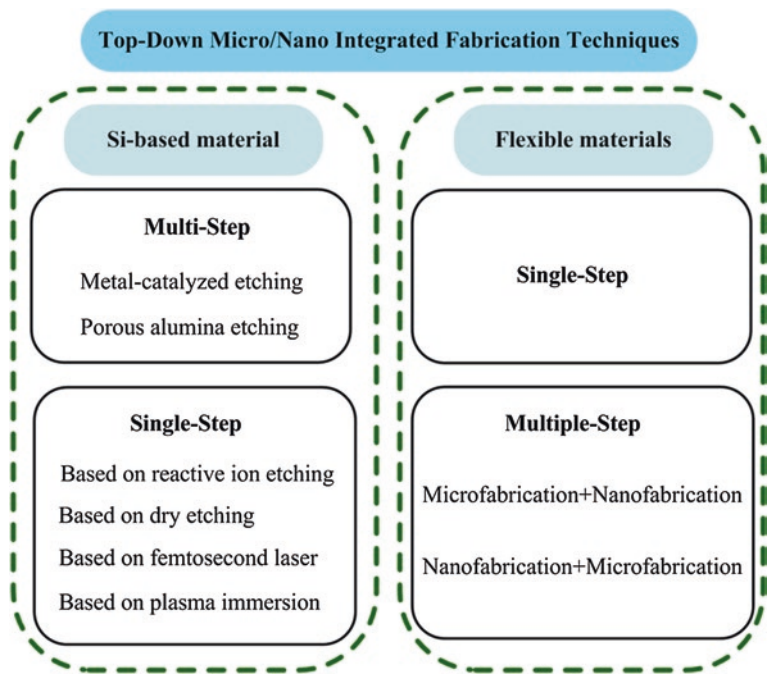 Top-Down Micro/Nano Integrated Fabrication Techniques
Si-based material
Multi-Step
Metal-catalyzed etching
Porous alumina etching
Single-Step
Based on reactive ion etching
Based on dry etching
Based on femtosecond laser
Based on plasma immersion
Flexible materials
Single-Step
Multiple-Step
Microfabrication+Nanofabrication
Nanofabrication+Microfabrication